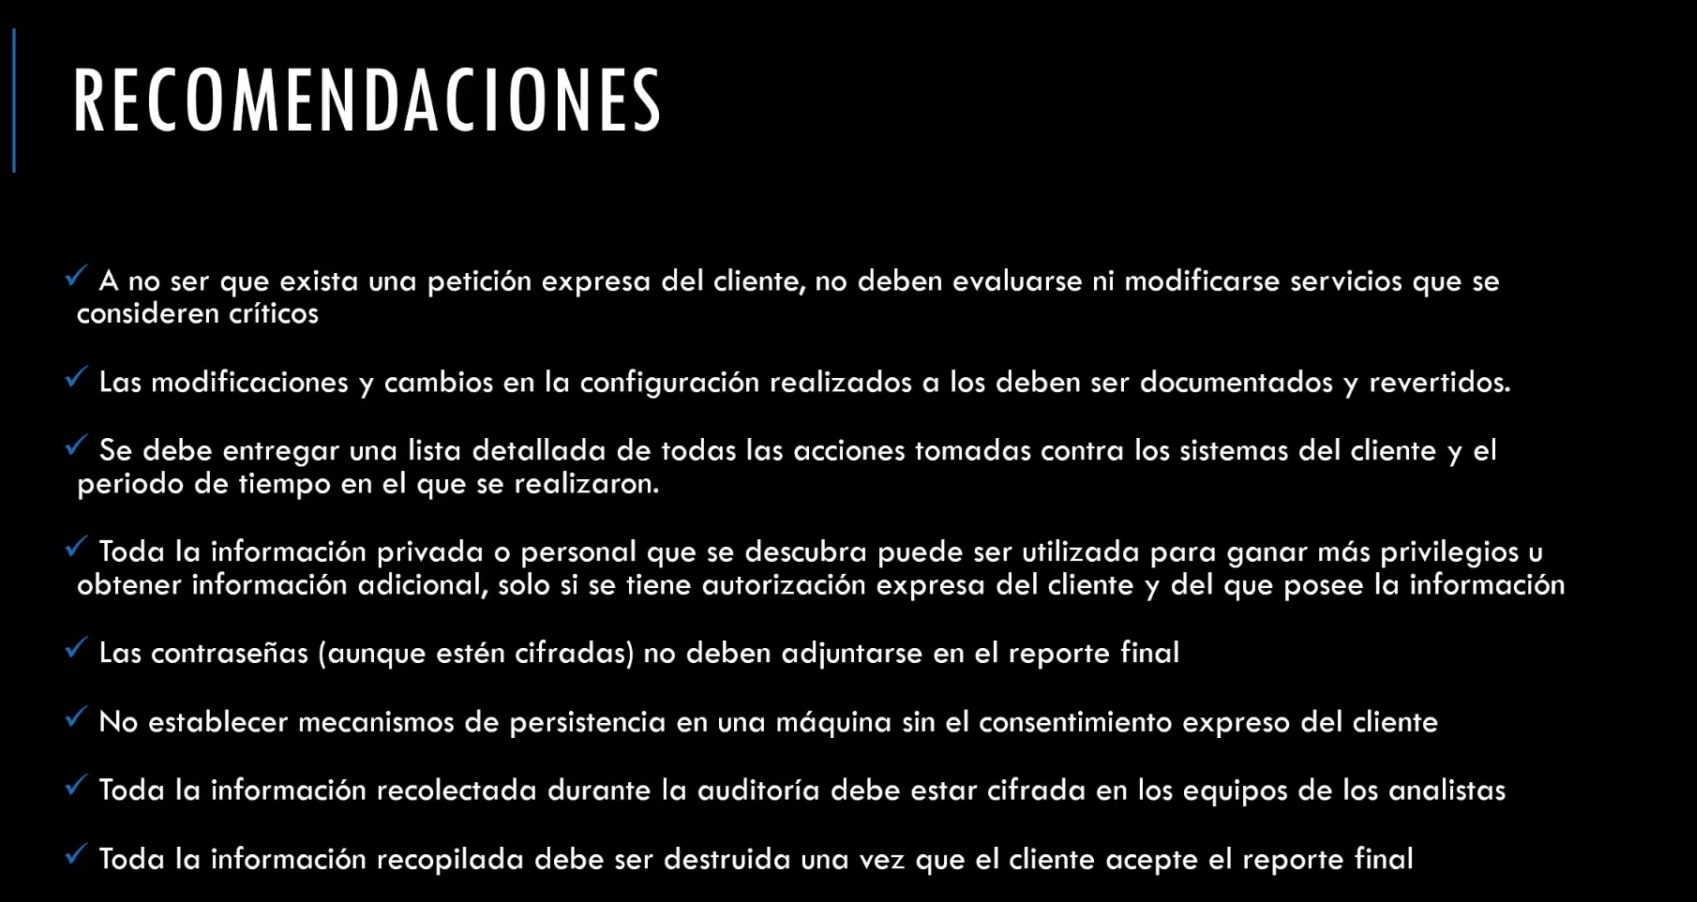 RECOMENDACIONES
✓ A no ser que exista una petición expresa del cliente, no deben evaluarse ni modificarse servicios que se
consideren críticos
✓ Las modificaciones y cambios en la configuración realizados a los deben ser documentados y revertidos.
✓ Se debe entregar una lista detallada de todas las acciones tomadas contra los sistemas del cliente y el
periodo de tiempo en el que se realizaron.
✓ Toda la información privada o personal que se descubra puede ser utilizada para ganar más privilegios u
obtener información adicional, solo si se tiene autorización expresa del cliente y del que posee la información
✓ Las contraseñas (aunque estén cifradas) no deben adjuntarse en el reporte final
✓ No establecer mecanismos de persistencia en una máquina sin el consentimiento expreso del cliente
✓ Toda la información recolectada durante la auditoría debe estar cifrada en los equipos de los analistas
✓ Toda la información recopilada debe ser destruida una vez que el cliente acepte el reporte final